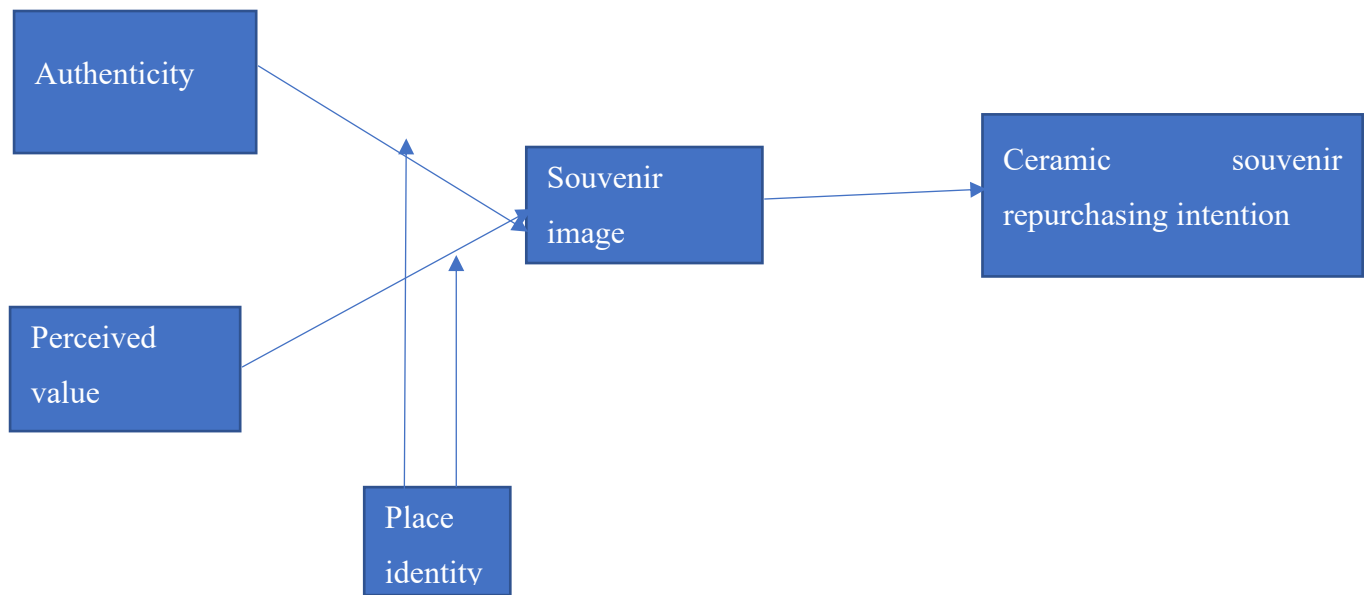 Authenticity
Souvenir
image
Ceramic souvenir
repurchasing intention
Perceived
value
Place
identity